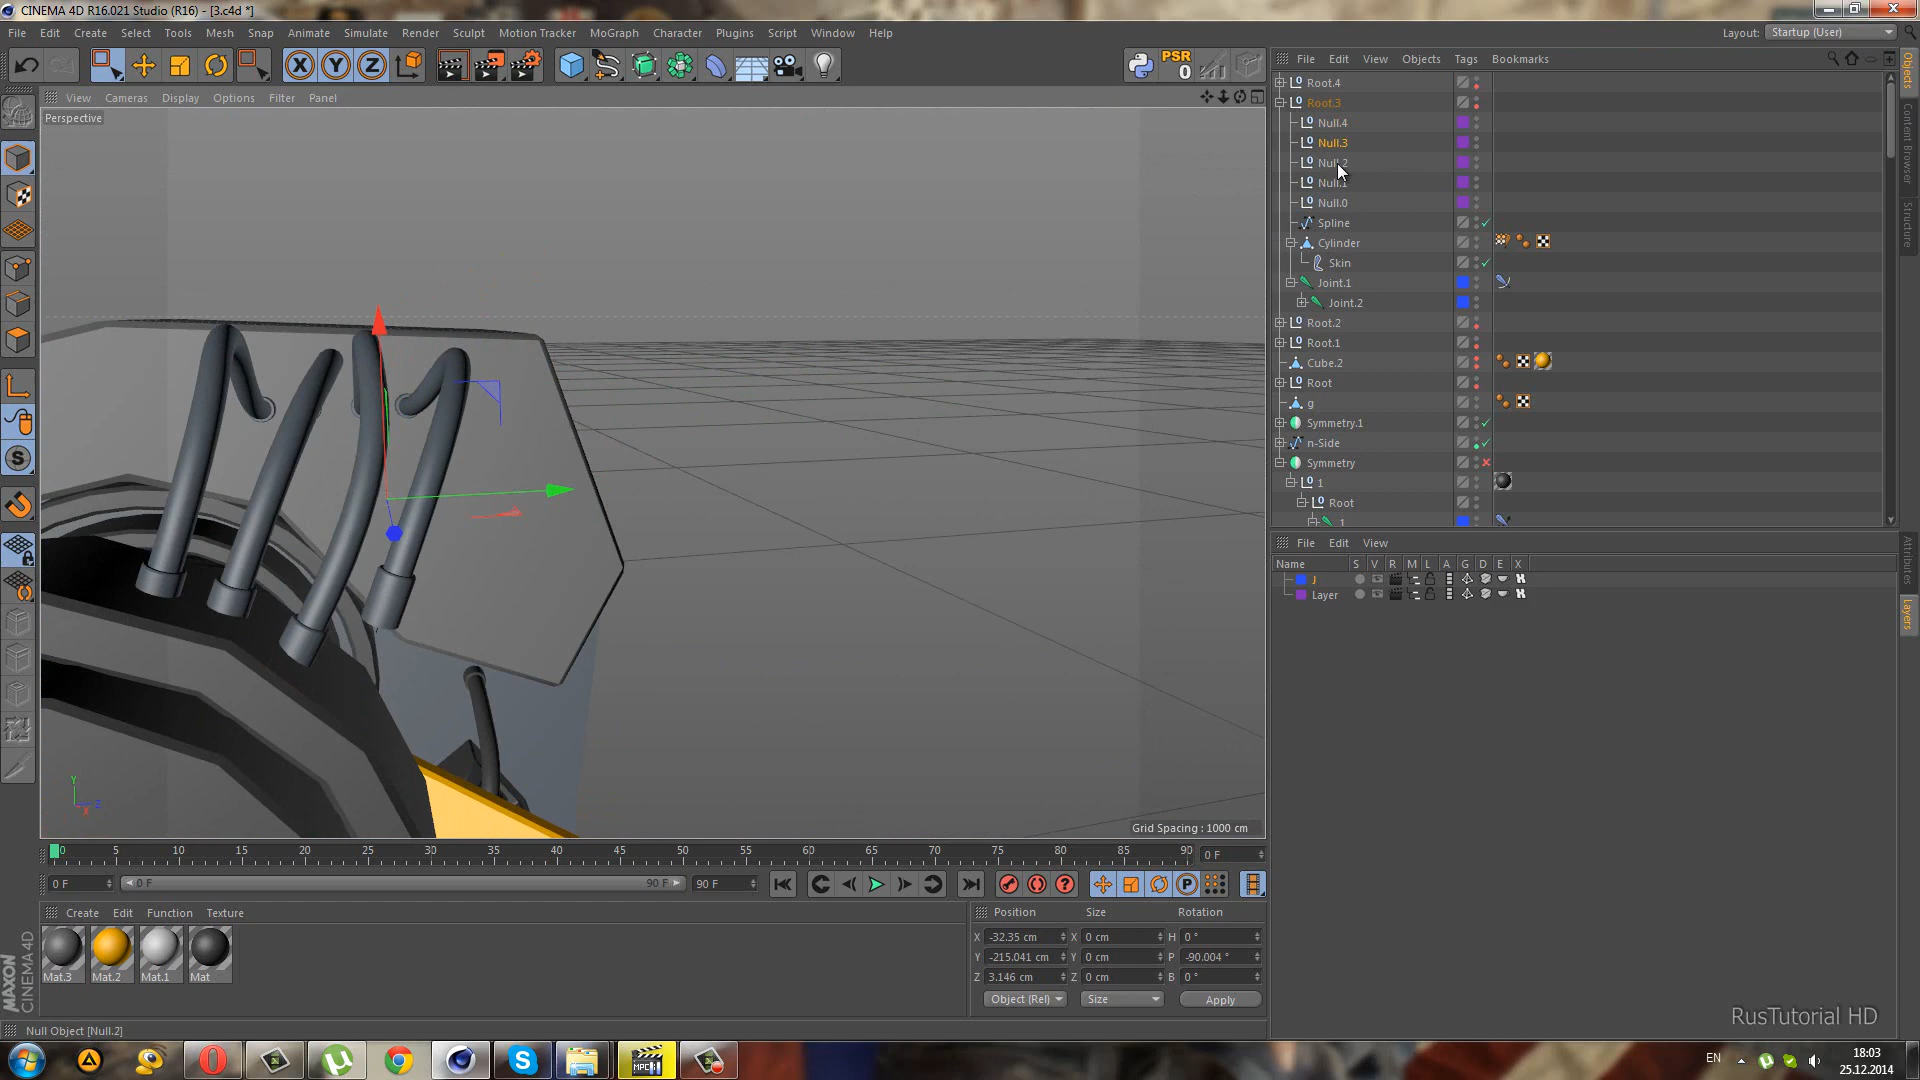 CINEMA 4D R16.021 Studio (R16) - [3.c4d *]
File Edit Create Select Tools Mesh Snap Animate Simulate Render Sculpt Motion Tracker MoGraph Character Plugins Script Window Help
Layout: Startup (User)
X Y Z PSR 0
File Edit View Objects Tags Bookmarks
View Cameras Display Options Filter Panel
Perspective
Root.4
Root.3
Null.4
Null.3
Null.2
Null.1
Null.0
Spline
Cylinder
Skin
Joint.1
Joint.2
Root.2
Root.1
Cube.2
Root
g
Symmetry.1
n-Side
Symmetry
1
Root
1
Objects
Content Browser
Structure
File Edit View
Name S V R M L A G D E X
J
Layer
Attributes
Layers
Y
Z
X
Grid Spacing : 1000 cm
0 5 10 15 20 25 30 35 40 45 50 55 60 65 70 75 80 85 90 0 F
0 F 0 F 90 F 90 F
Create Edit Function Texture
Mat.3 Mat.2 Mat.1 Mat
MAXON CINEMA 4D
Position Size Rotation
X -32.35 cm X 0 cm H 0 °
Y -215.041 cm Y 0 cm P -90.004 °
Z 3.146 cm Z 0 cm B 0 °
Object (Rel) Size Apply
Null Object [Null.2]
RusTutorial HD
EN 18:03
25.12.2014